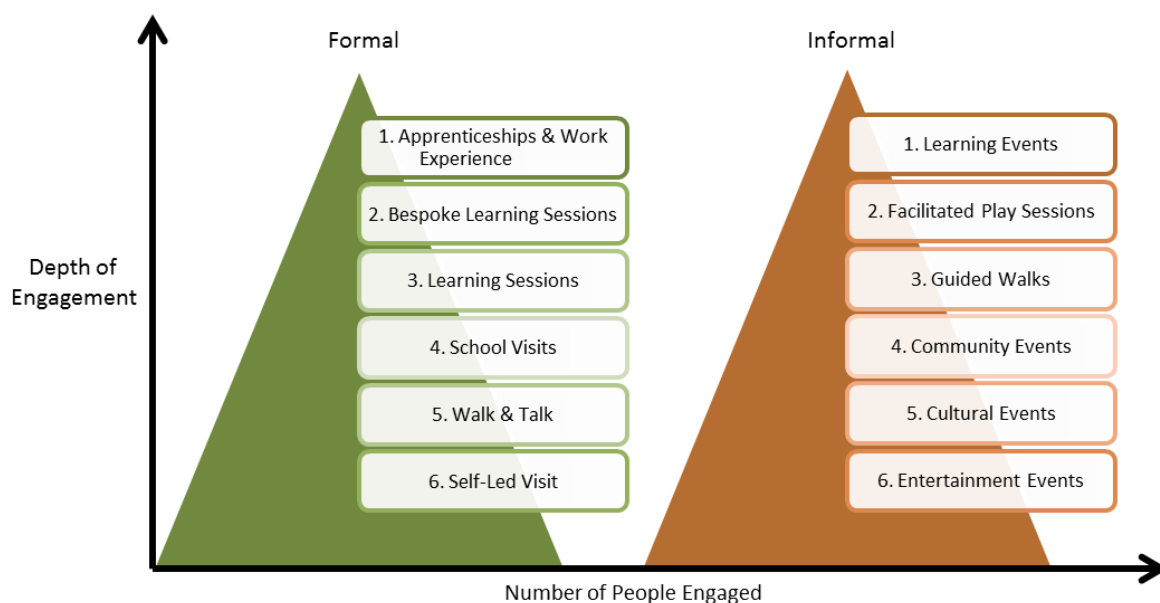 Formal
Informal
1. Apprenticeships & Work
Experience
2. Bespoke Learning Sessions
3. Learning Sessions
4. School Visits
5. Walk & Talk
6. Self-Led Visit
1. Learning Events
2. Facilitated Play Sessions
3. Guided Walks
4. Community Events
5. Cultural Events
6. Entertainment Events
Depth of
Engagement
Number of People Engaged